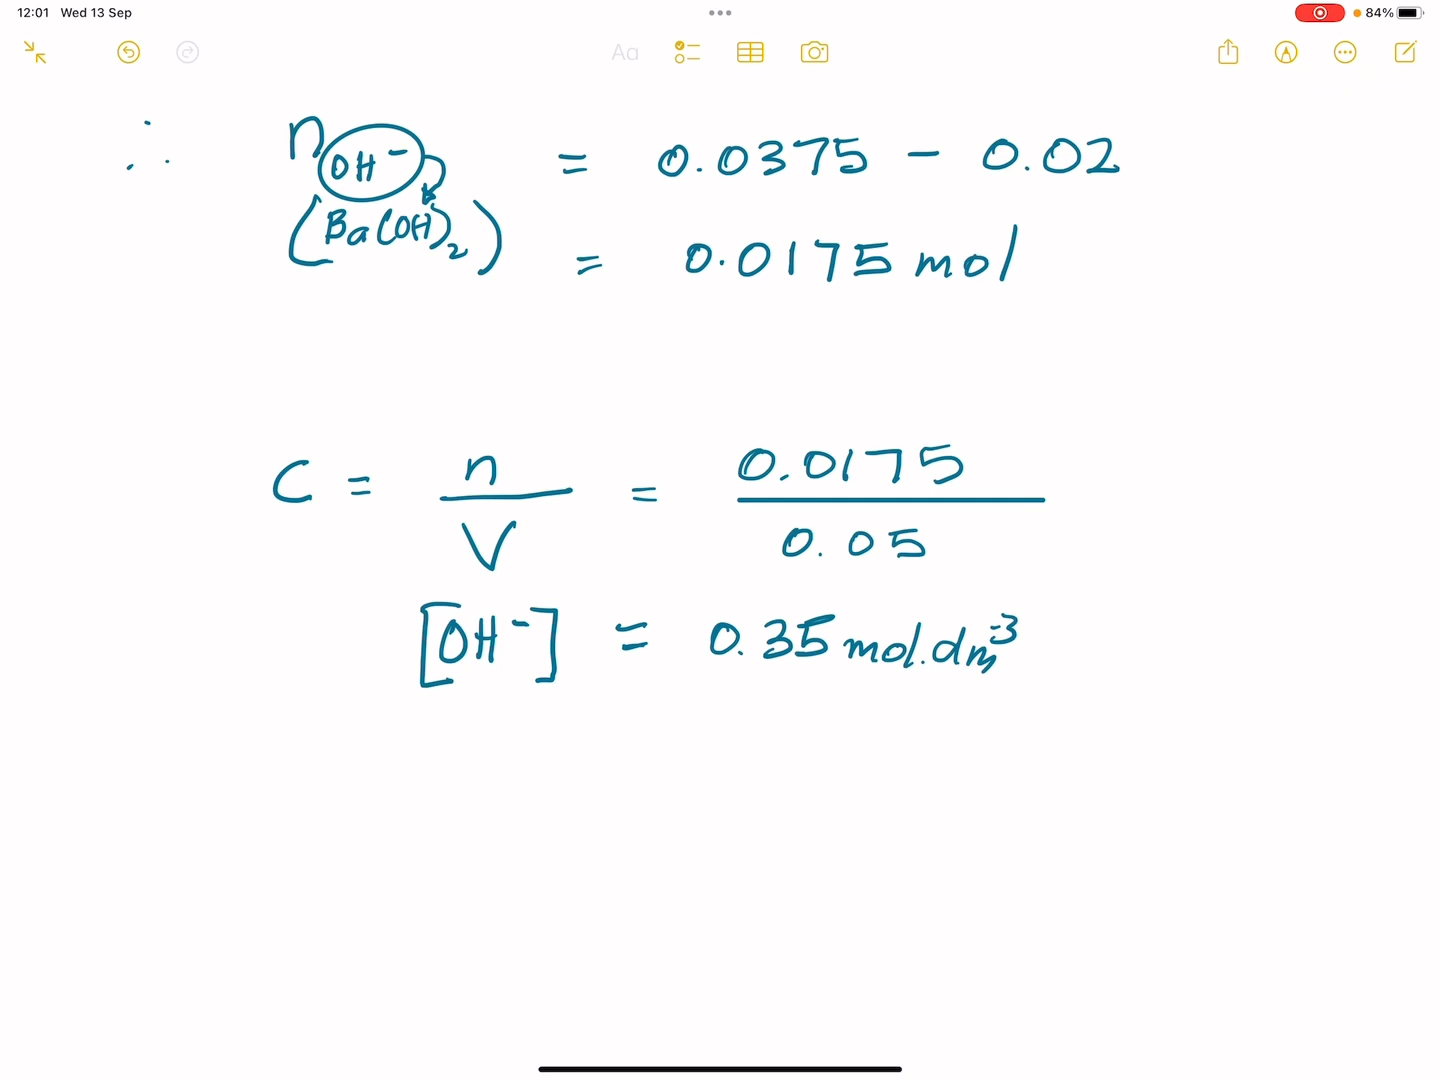 12:01 Wed 13 Sep
84%
Aa
∴ n OH⁻ = 0.0375 - 0.02
(Ba(OH)₂) = 0.0175 mol
C = n/V = 0.0175/0.05
[OH⁻] = 0.35 mol.dm⁻³